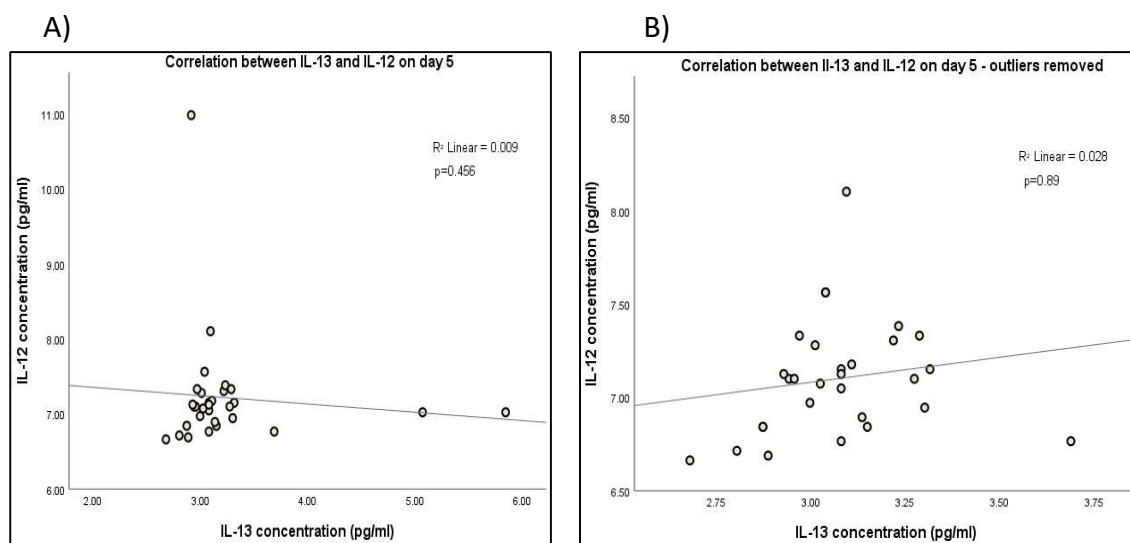 A)
Correlation between IL-13 and IL-12 on day 5
R² Linear = 0.009
p=0.456
IL-12 concentration (pg/ml)
11.00
10.00
9.00
8.00
7.00
6.00
2.00 3.00 4.00 5.00 6.00
IL-13 concentration (pg/ml)
B)
Correlation between Il-13 and IL-12 on day 5 - outliers removed
R² Linear = 0.028
p=0.89
IL-12 concentration (pg/ml)
8.50
8.00
7.50
7.00
6.50
2.75 3.00 3.25 3.50 3.75
IL-13 concentration (pg/ml)